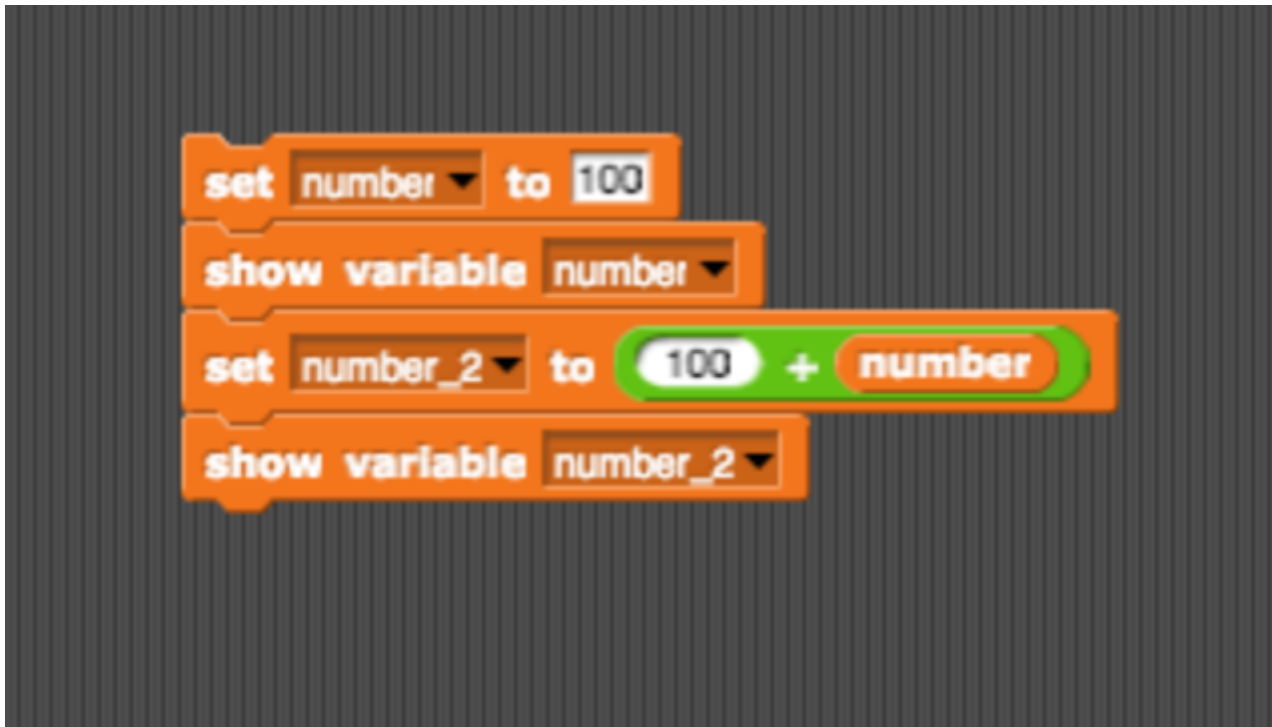 set number to 100
show variable number
set number_2 to 100 + number
show variable number_2